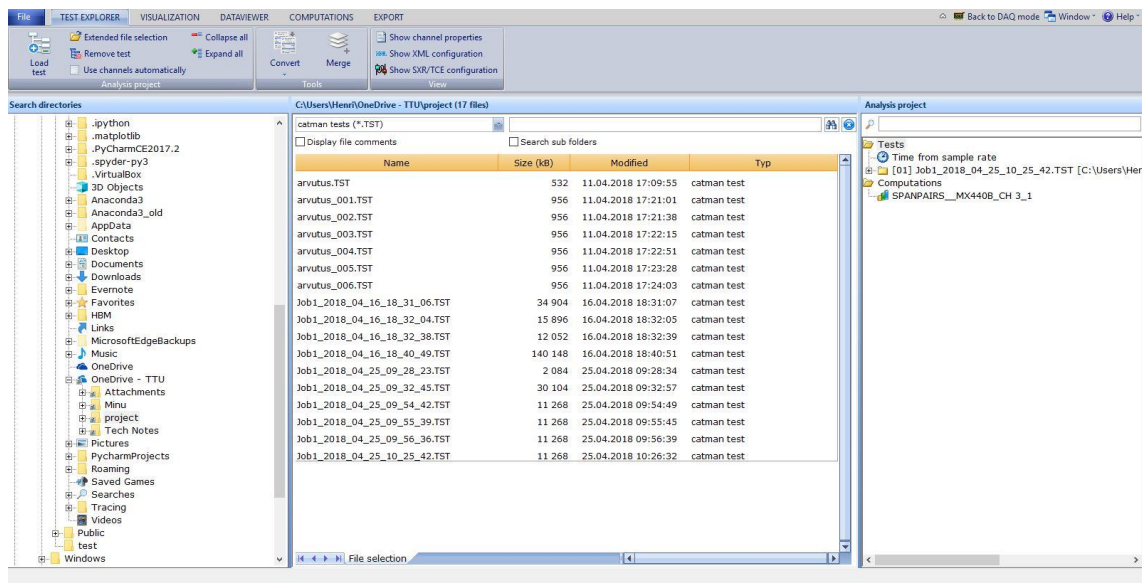 File TEST EXPLORER VISUALIZATION DATAVIEWER COMPUTATIONS EXPORT Back to DAQ mode Window Help
Load test
Extended file selection
Remove test
Use channels automatically
Collapse all
Expand all
Analysis project
Convert
Merge
Tools
Show channel properties
Show XML configuration
Show SXR/TCE configuration
View
Search directories
.ipython
.matplotlib
.PyCharmCE2017.2
.spyder-py3
.VirtualBox
3D Objects
Anaconda3
Anaconda3_old
AppData
Contacts
Desktop
Documents
Downloads
Evernote
Favorites
HBM
Links
MicrosoftEdgeBackups
Music
OneDrive
OneDrive - TTU
Attachments
Minu
project
Tech Notes
Pictures
PycharmProjects
Roaming
Saved Games
Searches
Tracing
Videos
Public
test
Windows
C:\Users\Henri\OneDrive - TTU\project (17 files)
catman tests (*.TST)
Display file comments Search sub folders
Name Size (kB) Modified Typ
arvutus.TST 532 11.04.2018 17:09:55 catman test
arvutus_001.TST 956 11.04.2018 17:21:01 catman test
arvutus_002.TST 956 11.04.2018 17:21:38 catman test
arvutus_003.TST 956 11.04.2018 17:22:15 catman test
arvutus_004.TST 956 11.04.2018 17:22:51 catman test
arvutus_005.TST 956 11.04.2018 17:23:28 catman test
arvutus_006.TST 956 11.04.2018 17:24:03 catman test
Job1_2018_04_16_18_31_06.TST 34 904 16.04.2018 18:31:07 catman test
Job1_2018_04_16_18_32_04.TST 15 896 16.04.2018 18:32:05 catman test
Job1_2018_04_16_18_32_38.TST 12 052 16.04.2018 18:32:39 catman test
Job1_2018_04_16_18_40_49.TST 140 148 16.04.2018 18:40:51 catman test
Job1_2018_04_25_09_28_23.TST 2 084 25.04.2018 09:28:34 catman test
Job1_2018_04_25_09_32_45.TST 30 104 25.04.2018 09:32:57 catman test
Job1_2018_04_25_09_54_42.TST 11 268 25.04.2018 09:54:49 catman test
Job1_2018_04_25_09_55_39.TST 11 268 25.04.2018 09:55:45 catman test
Job1_2018_04_25_09_56_36.TST 11 268 25.04.2018 09:56:39 catman test
Job1_2018_04_25_10_25_42.TST 11 268 25.04.2018 10:26:32 catman test
File selection
Analysis project
Tests
Time from sample rate
[01] Job1_2018_04_25_10_25_42.TST [C:\Users\Her
Computations
SPANPAIRS__MX440B_CH 3_1